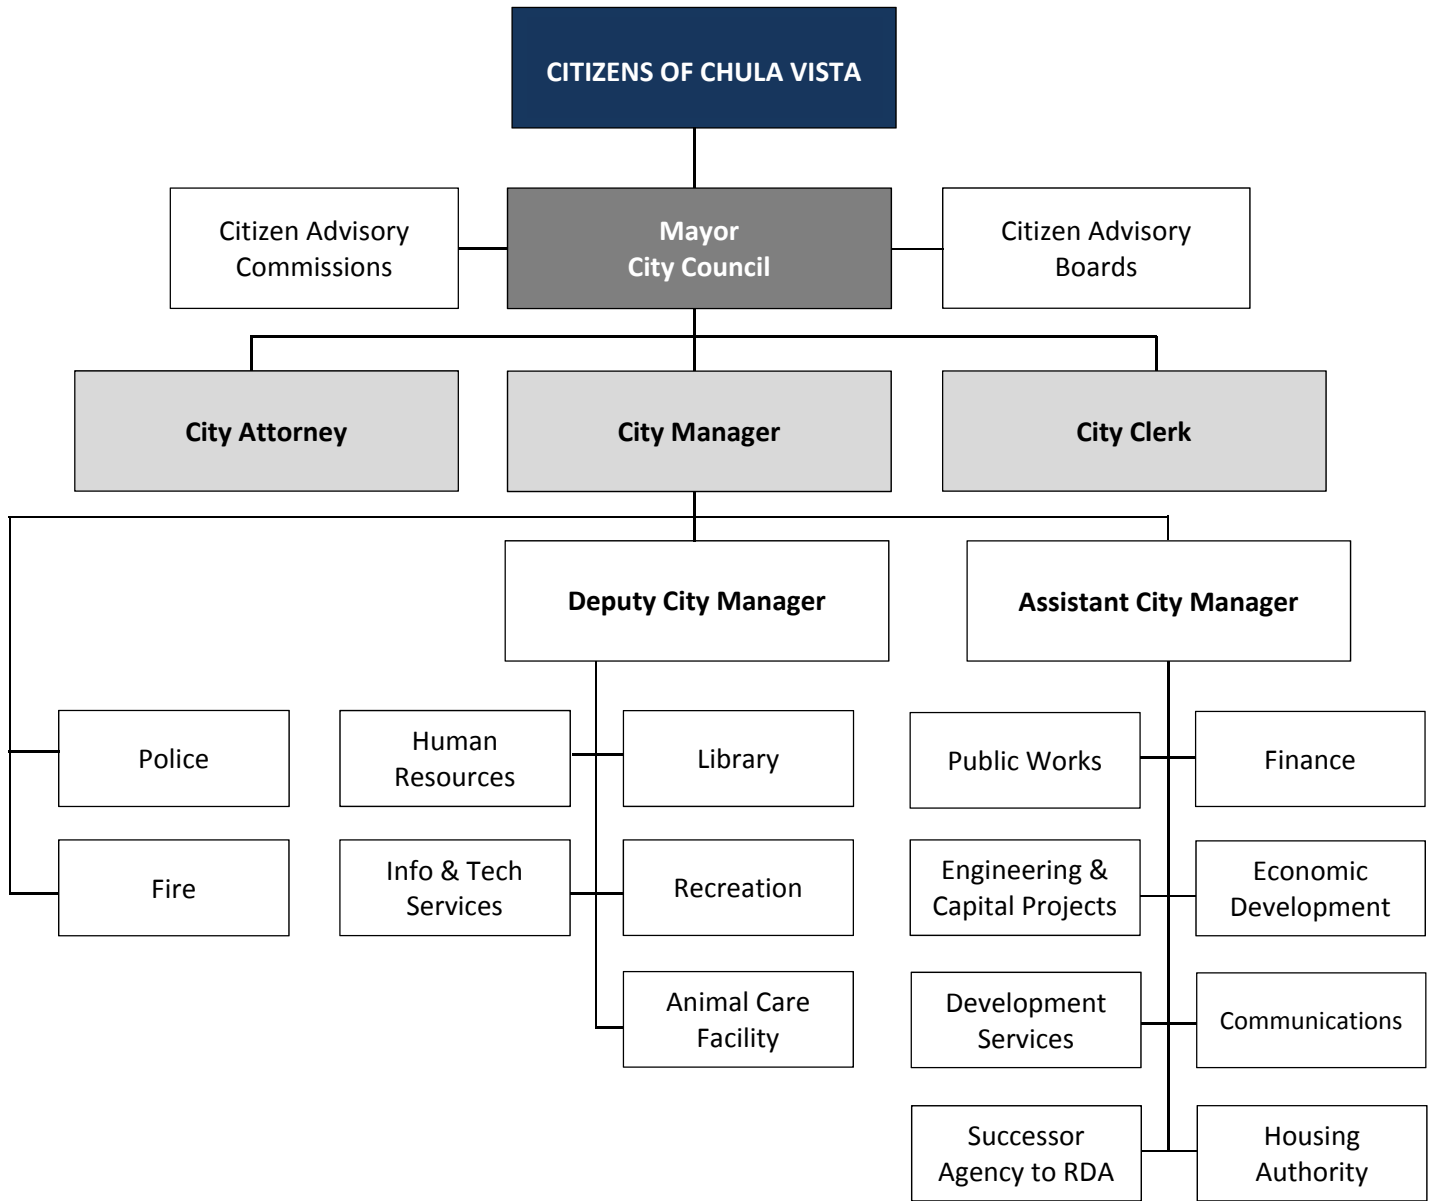 CITIZENS OF CHULA VISTA
Citizen Advisory
Commissions
Mayor
City Council
Citizen Advisory
Boards
City Attorney
City Manager
City Clerk
Deputy City Manager
Assistant City Manager
Police
Human
Resources
Library
Public Works
Finance
Fire
Info & Tech
Services
Recreation
Engineering &
Capital Projects
Economic
Development
Animal Care
Facility
Development
Services
Communications
Successor
Agency to RDA
Housing
Authority